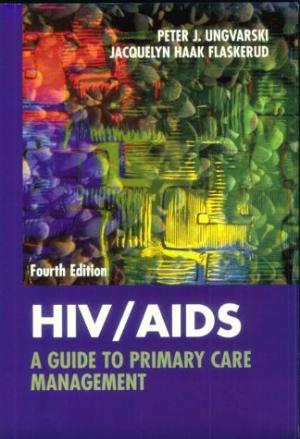 PETER J. UNGVARSKI
JACQUELYN HAAK FLASKERUD
Fourth Edition
HIV/AIDS
A GUIDE TO PRIMARY CARE
MANAGEMENT